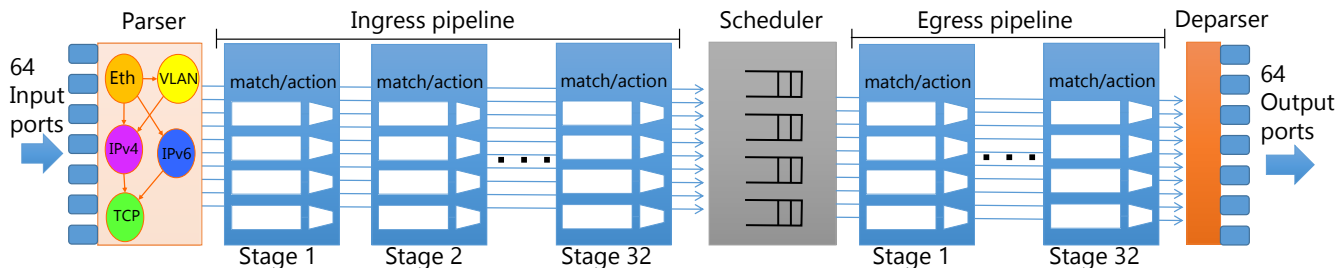 Parser
Ingress pipeline
Scheduler
Egress pipeline
Deparser
64
Input
ports
Eth
VLAN
IPv4
IPv6
TCP
match/action
match/action
match/action
match/action
match/action
64
Output
ports
Stage 1
Stage 2
Stage 32
Stage 1
Stage 32